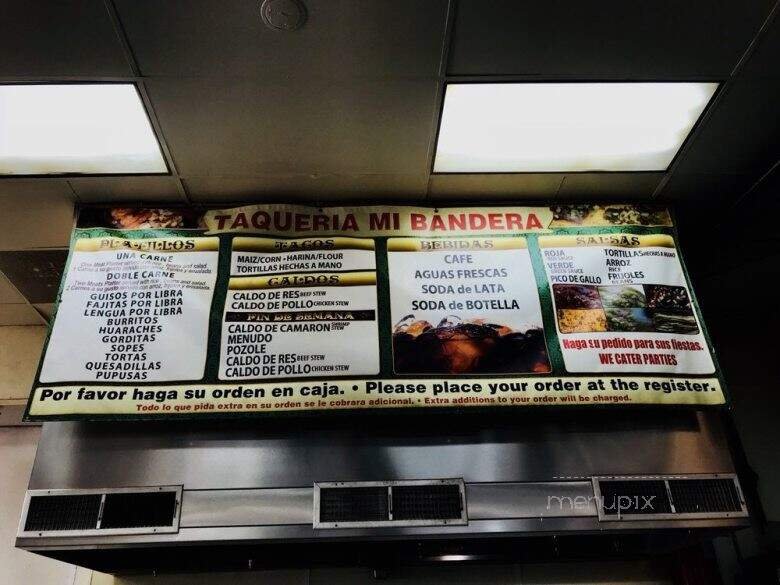 TAQUERIA MI BANDERA
PLATILLOS
UNA CARNE
DOBLE CARNE
GUISOS POR LIBRA
FAJITAS POR LIBRA
LENGUA POR LIBRA
BURRITOS
HUARACHES
GORDITAS
SOPES
TORTAS
QUESADILLAS
PUPUSAS
TACOS
MAIZ/CORN - HARINA/FLOUR
TORTILLAS HECHAS A MANO
CALDOS
CALDO DE RES BEEF STEW
CALDO DE POLLO CHICKEN STEW
FIN DE SEMANA
CALDO DE CAMARON SHRIMP STEW
MENUDO
POZOLE
CALDO DE RES BEEF STEW
CALDO DE POLLO CHICKEN STEW
BEBIDAS
CAFE
AGUAS FRESCAS
SODA de LATA
SODA de BOTELLA
SALSAS
ROJA
RED SAUCE
VERDE
GREEN SAUCE
PICO DE GALLO
TORTILLAS HECHAS A MANO
ARROZ
RICE
FRIJOLES
BEANS
Haga su pedido para sus fiestas.
WE CATER PARTIES
Por favor haga su orden en caja. • Please place your order at the register.
Todo lo que pida extra en su orden se le cobrara adicional. • Extra additions to your order will be charged.
menupix